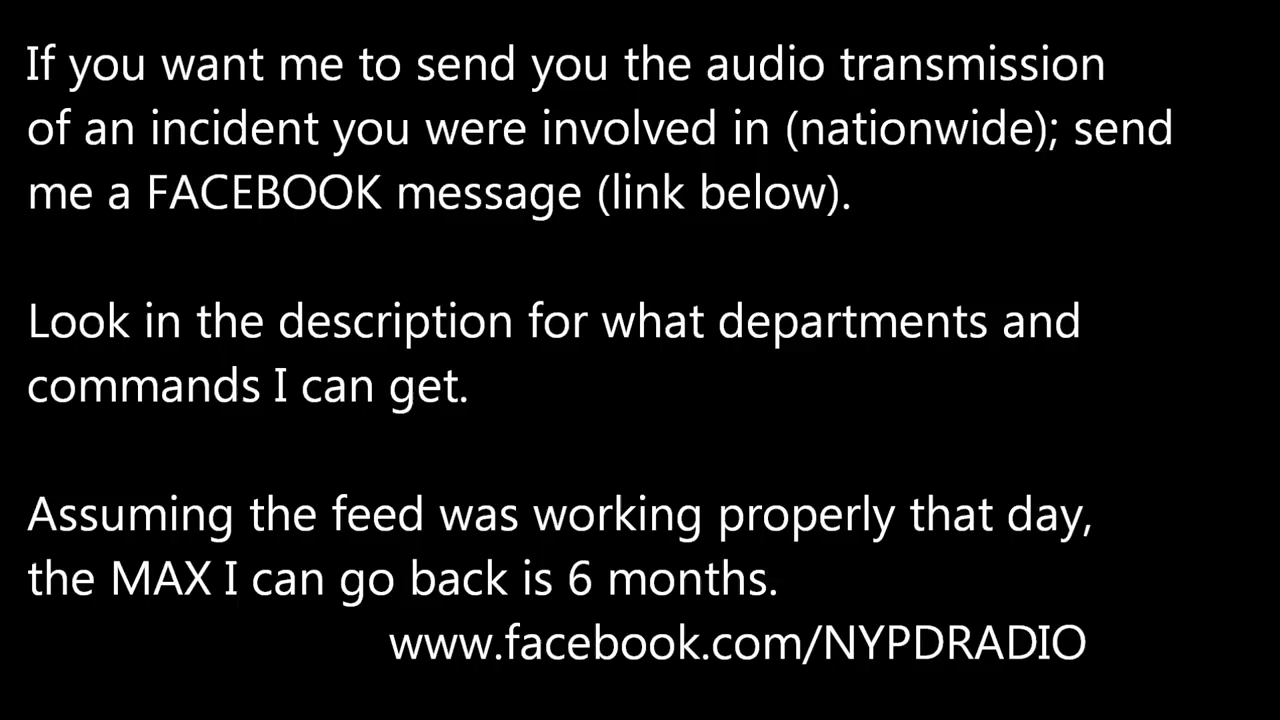 If you want me to send you the audio transmission
of an incident you were involved in (nationwide); send
me a FACEBOOK message (link below).
Look in the description for what departments and
commands I can get.
Assuming the feed was working properly that day,
the MAX I can go back is 6 months.
www.facebook.com/NYPDRADIO